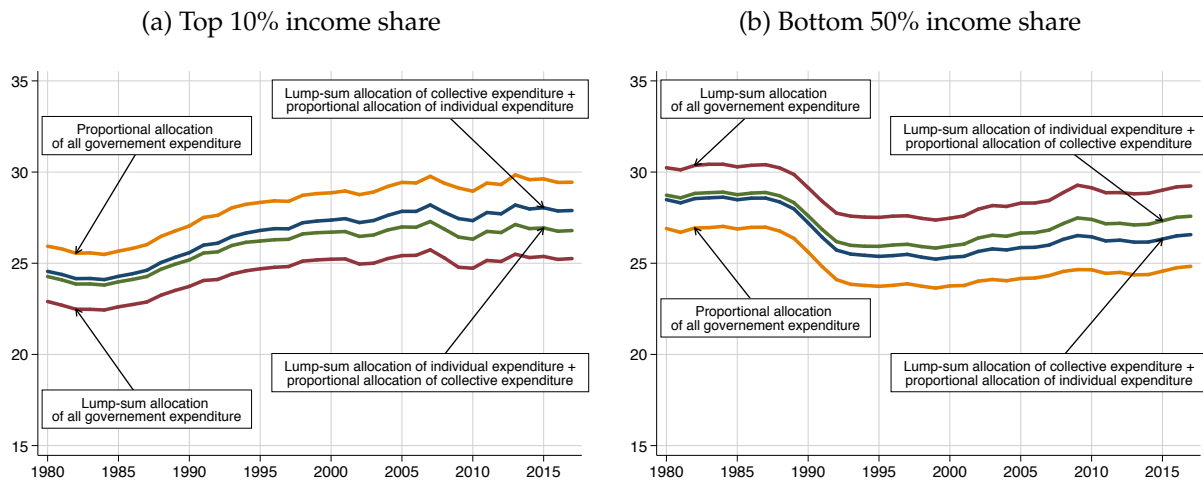 (a) Top 10% income share
35
30
25
20
15
1980 1985 1990 1995 2000 2005 2010 2015
Proportional allocation
of all governement expenditure
Lump-sum allocation of collective expenditure +
proportional allocation of individual expenditure
Lump-sum allocation
of all governement expenditure
Lump-sum allocation of individual expenditure +
proportional allocation of collective expenditure
(b) Bottom 50% income share
35
30
25
20
15
1980 1985 1990 1995 2000 2005 2010 2015
Lump-sum allocation
of all governement expenditure
Lump-sum allocation of individual expenditure +
proportional allocation of collective expenditure
Proportional allocation
of all governement expenditure
Lump-sum allocation of collective expenditure +
proportional allocation of individual expenditure